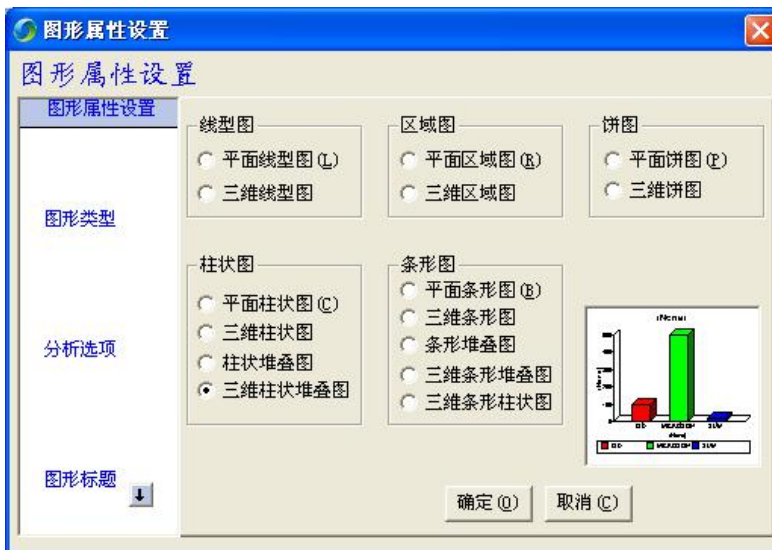 图形属性设置
图形属性设置
图形属性设置
图形类型
分析选项
图形标题
线型图
平面线型图(L)
三维线型图
区域图
平面区域图(R)
三维区域图
饼图
平面饼图(P)
三维饼图
柱状图
平面柱状图(C)
三维柱状图
柱状堆叠图
三维柱状堆叠图
条形图
平面条形图(B)
三维条形图
条形堆叠图
三维条形堆叠图
三维条形柱状图
确定(O)
取消(C)